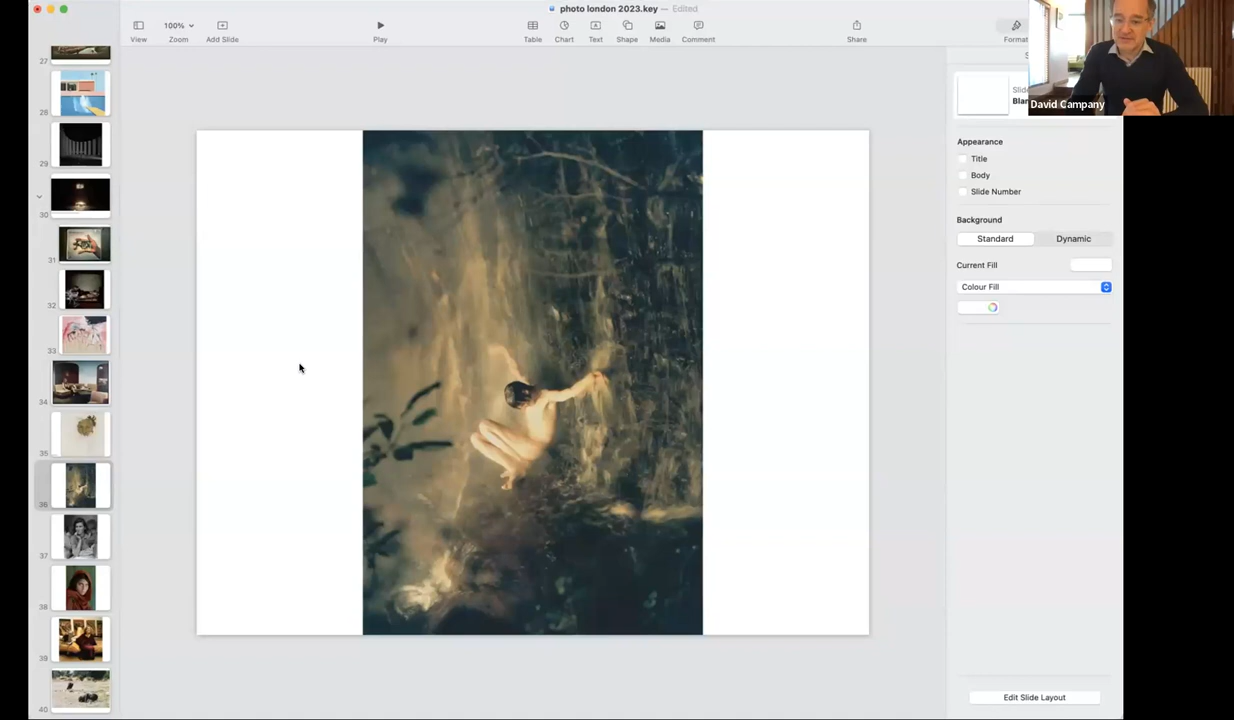 photo london 2023.key — Edited
100%
View
Zoom
Add Slide
Play
Table
Chart
Text
Shape
Media
Comment
Share
Format
David Campany
Appearance
Title
Body
Slide Number
Background
Standard
Dynamic
Current Fill
Colour Fill
Edit Slide Layout
27
28
29
30
31
32
33
34
35
36
37
38
39
40